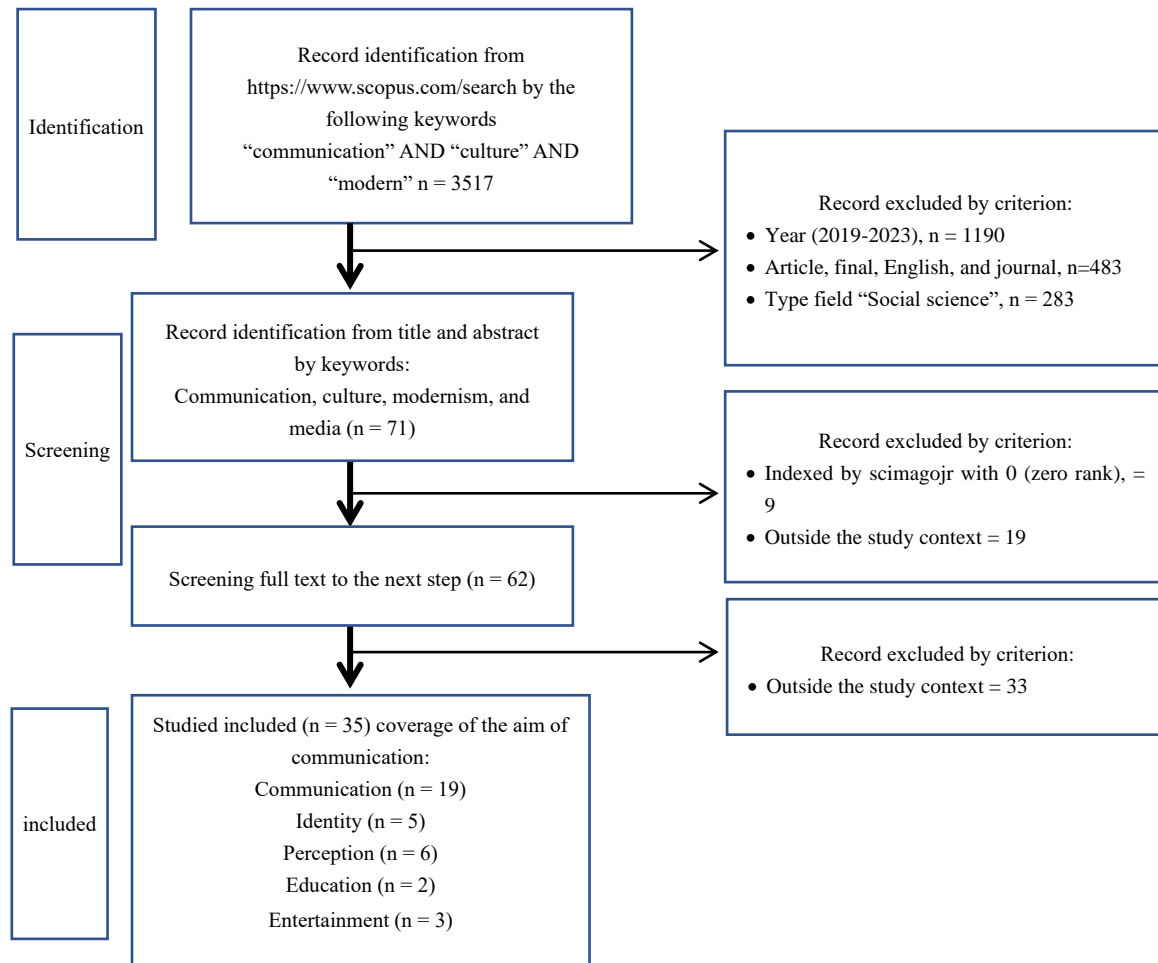 Identification
Record identification from
https://www.scopus.com/search by the
following keywords
“communication” AND “culture” AND
“modern” n = 3517
Record excluded by criterion:
• Year (2019-2023), n = 1190
• Article, final, English, and journal, n=483
• Type field “Social science”, n = 283
Screening
Record identification from title and abstract
by keywords:
Communication, culture, modernism, and
media (n = 71)
Record excluded by criterion:
• Indexed by scimagojr with 0 (zero rank), =
9
• Outside the study context = 19
Screening full text to the next step (n = 62)
Record excluded by criterion:
• Outside the study context = 33
included
Studied included (n = 35) coverage of the aim of
communication:
Communication (n = 19)
Identity (n = 5)
Perception (n = 6)
Education (n = 2)
Entertainment (n = 3)